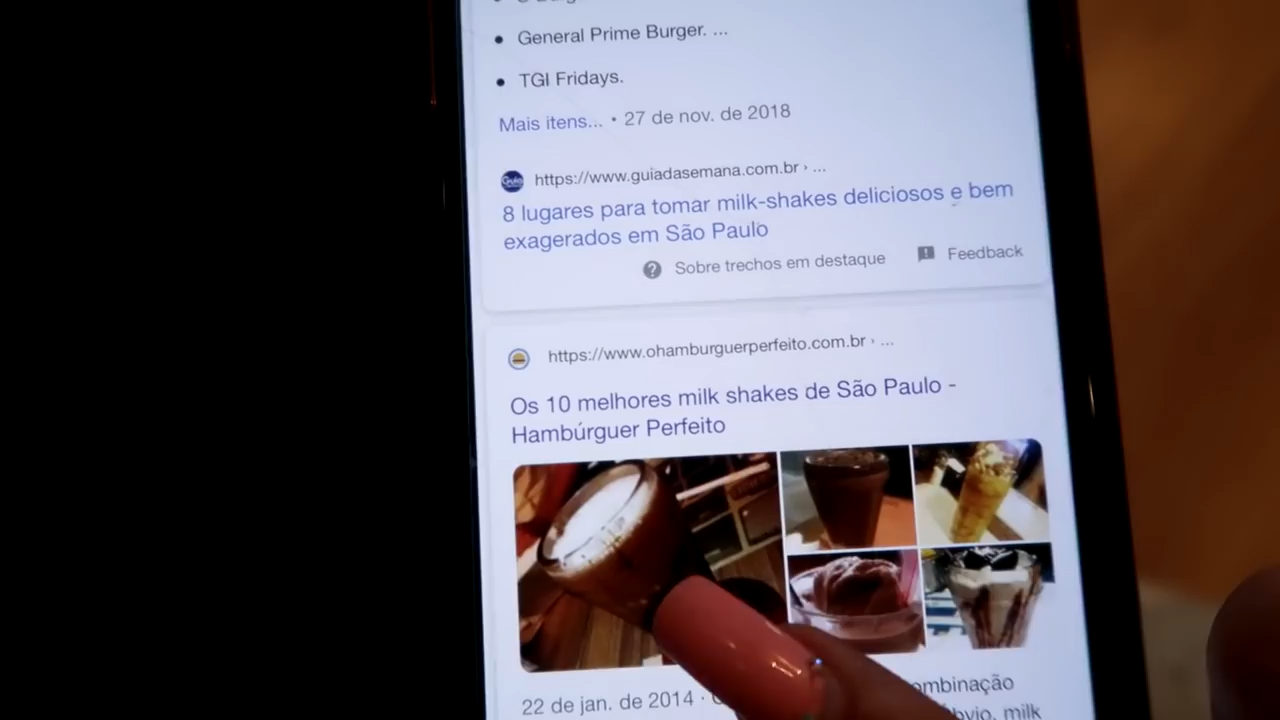 General Prime Burger. ...
TGI Fridays.
Mais itens... • 27 de nov. de 2018
Guia
https://www.guiadasemana.com.br › ...
8 lugares para tomar milk-shakes deliciosos e bem
exagerados em São Paulo
Sobre trechos em destaque
Feedback
https://www.ohamburguerperfeito.com.br › ...
Os 10 melhores milk shakes de São Paulo -
Hambúrguer Perfeito
22 de jan. de 2014 ·
milk